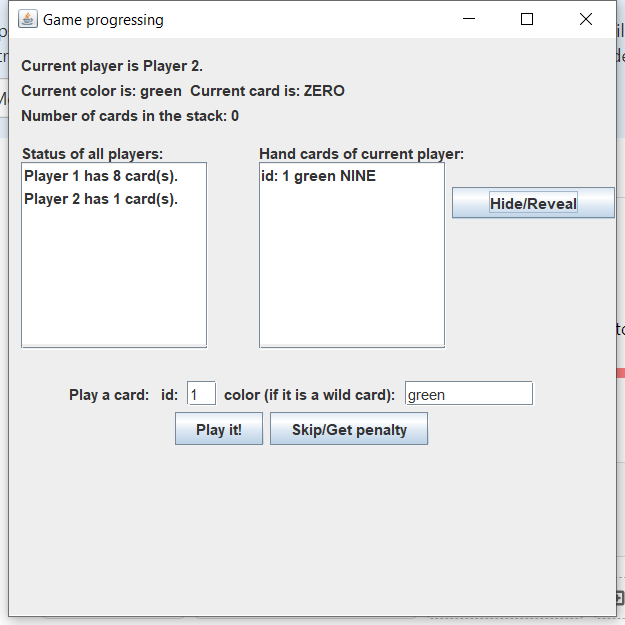 Game progressing
Current player is Player 2.
Current color is: green  Current card is: ZERO
Number of cards in the stack: 0
Status of all players:
Player 1 has 8 card(s).
Player 2 has 1 card(s).
Hand cards of current player:
id: 1 green NINE
Hide/Reveal
Play a card:  id: 1 color (if it is a wild card): green
Play it! Skip/Get penalty